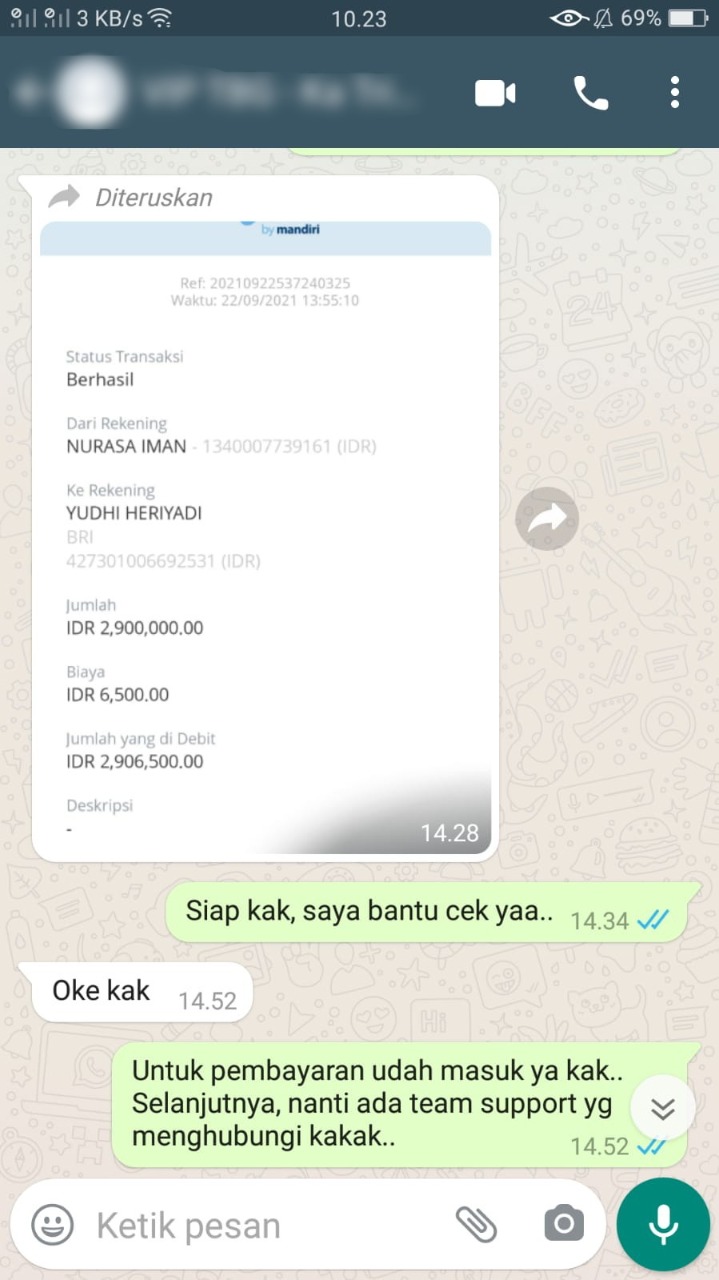 3 KB/s 10.23 69%
Diteruskan
by mandiri
Ref: 20210922537240325
Waktu: 22/09/2021 13:55:10
Status Transaksi
Berhasil
Dari Rekening
NURASA IMAN - 1340007739161 (IDR)
Ke Rekening
YUDHI HERIYADI
BRI
427301006692531 (IDR)
Jumlah
IDR 2,900,000.00
Biaya
IDR 6,500.00
Jumlah yang di Debit
IDR 2,906,500.00
Deskripsi
-
14.28
Siap kak, saya bantu cek yaa.. 14.34
Oke kak 14.52
Untuk pembayaran udah masuk ya kak..
Selanjutnya, nanti ada team support yg
menghubungi kakak..
14.52
Ketik pesan